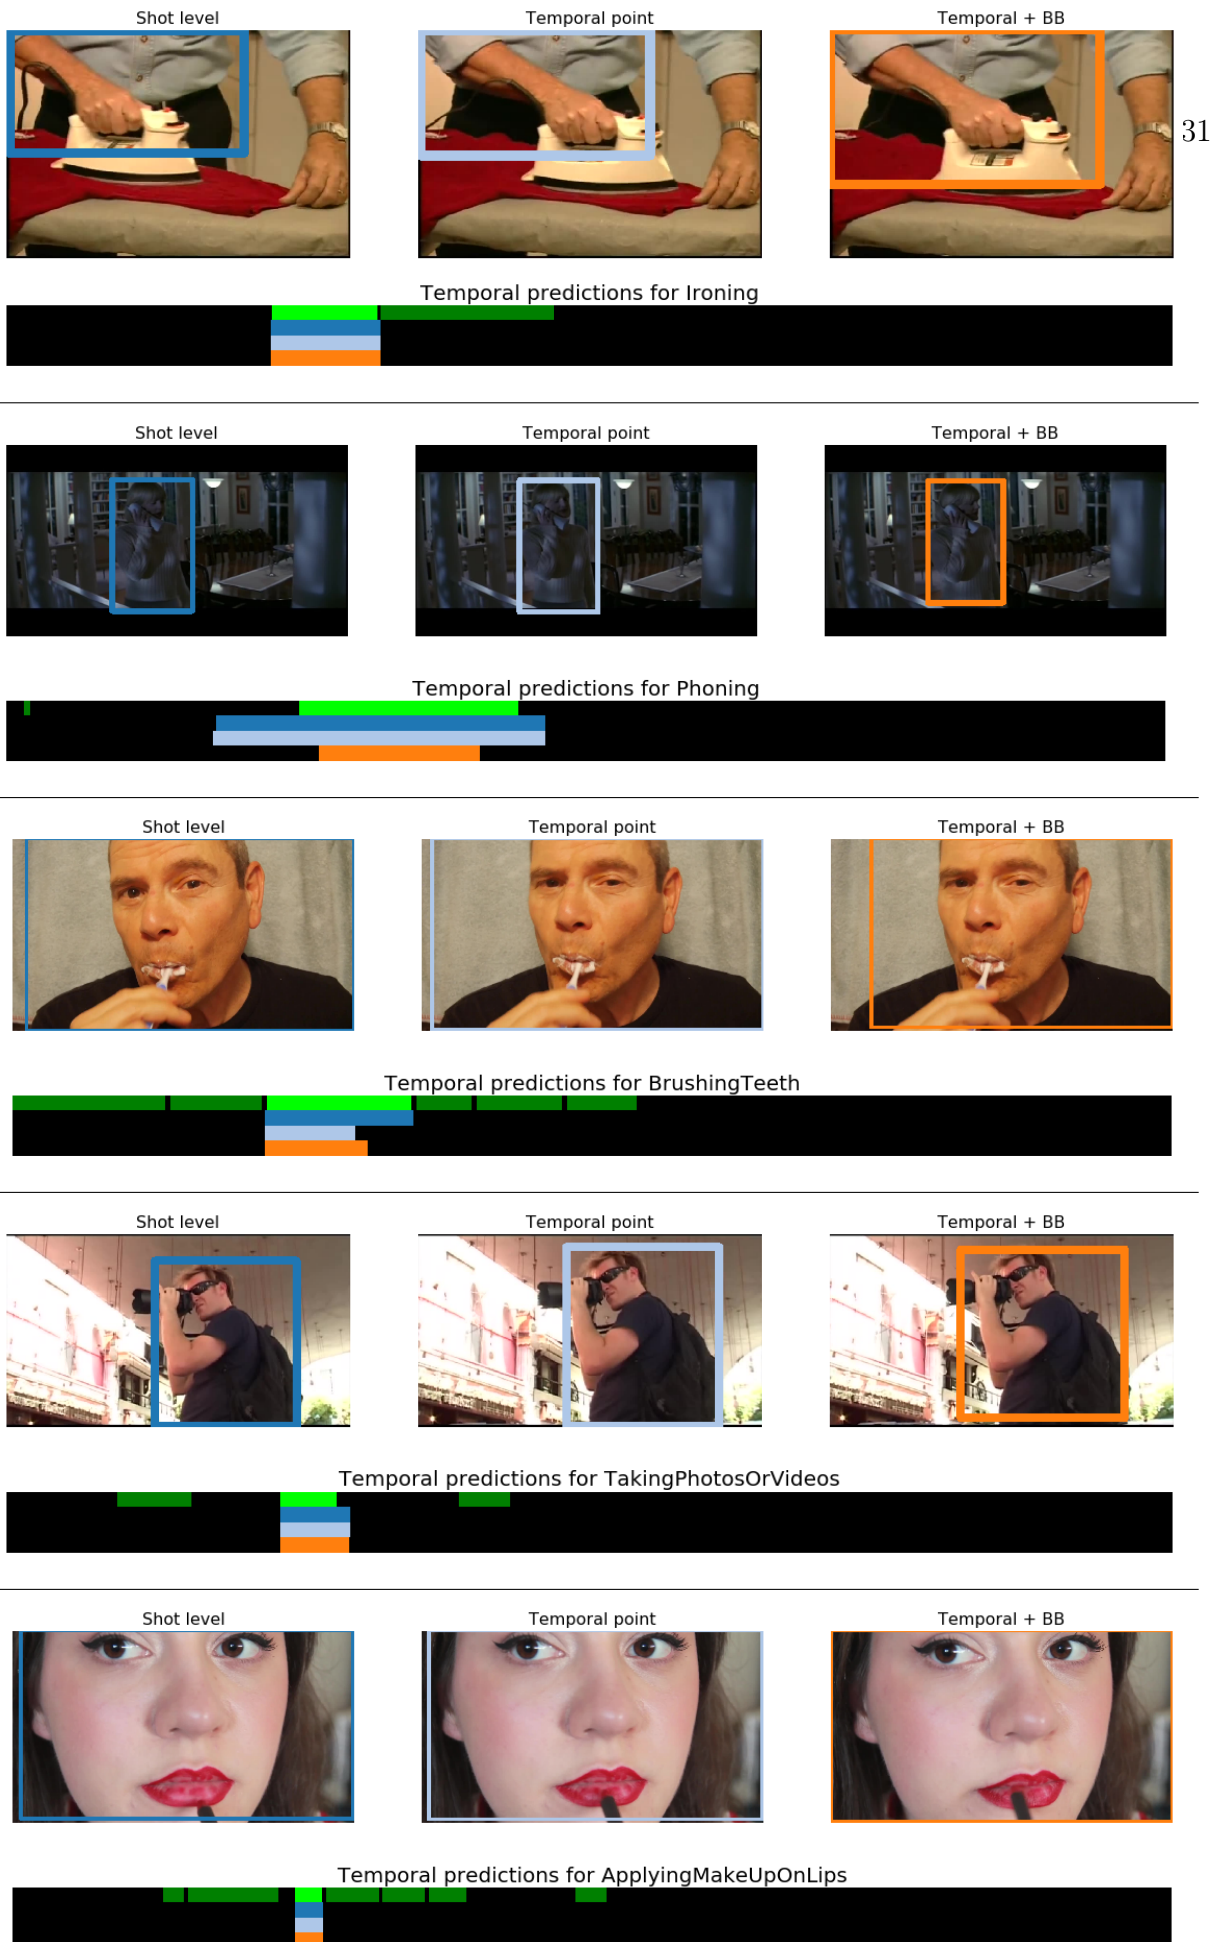 Shot level
Temporal point
Temporal + BB
31
Temporal predictions for Ironing
Shot level
Temporal point
Temporal + BB
Temporal predictions for Phoning
Shot level
Temporal point
Temporal + BB
Temporal predictions for BrushingTeeth
Shot level
Temporal point
Temporal + BB
Temporal predictions for TakingPhotosOrVideos
Shot level
Temporal point
Temporal + BB
Temporal predictions for ApplyingMakeUpOnLips